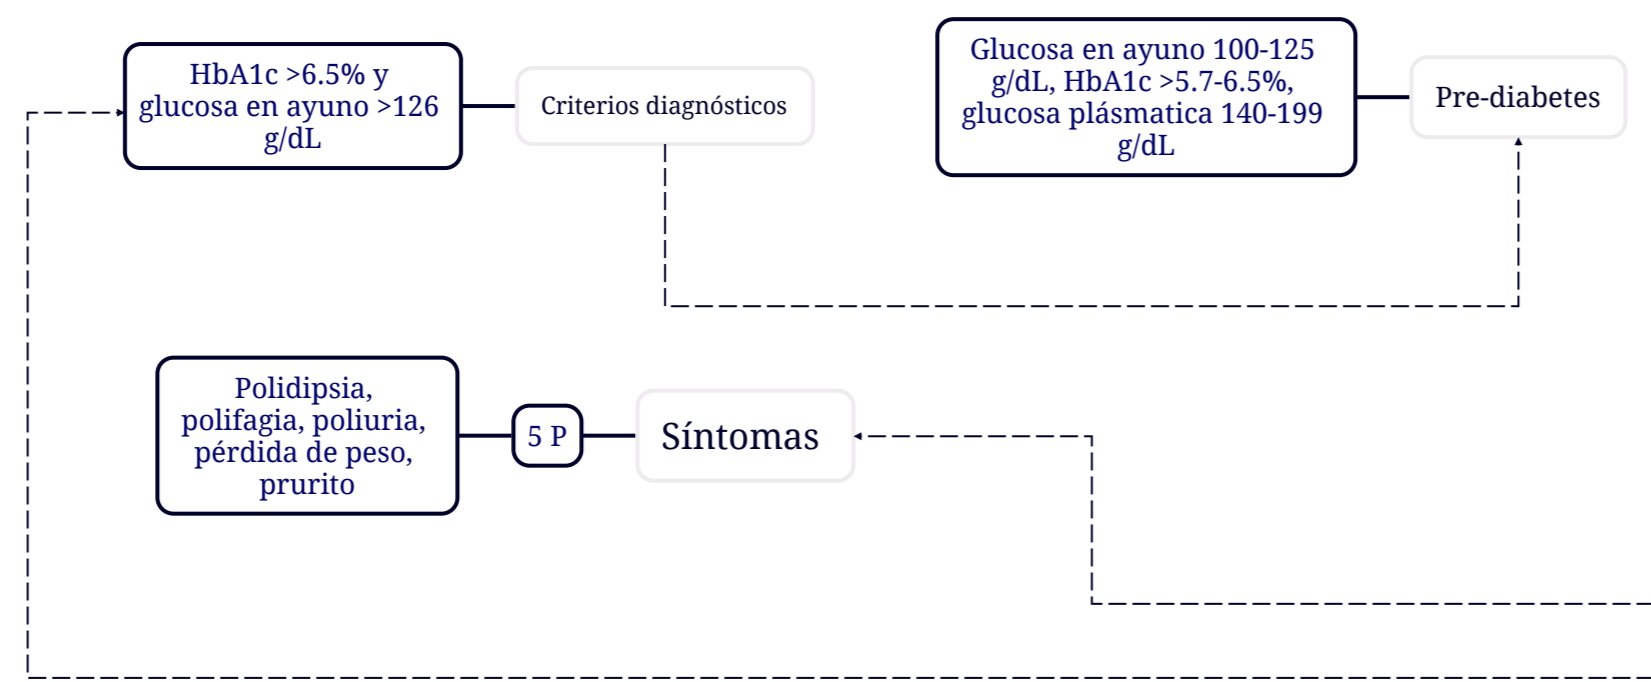 HbA1c >6.5% y
glucosa en ayuno >126
g/dL
Criterios diagnósticos
Glucosa en ayuno 100-125
g/dL, HbA1c >5.7-6.5%,
glucosa plásmatica 140-199
g/dL
Pre-diabetes
Polidipsia,
polifagia, poliuria,
pérdida de peso,
prurito
5 P
Síntomas